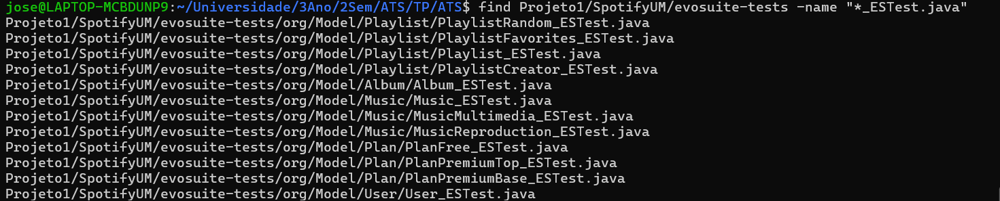 jose@LAPTOP-MCBDUNP9:~/Universidade/3Ano/2Sem/ATS/TP/ATS$ find Projeto1/SpotifyUM/evosuite-tests -name "*_ESTest.java"
Projeto1/SpotifyUM/evosuite-tests/org/Model/Playlist/PlaylistRandom_ESTest.java
Projeto1/SpotifyUM/evosuite-tests/org/Model/Playlist/PlaylistFavorites_ESTest.java
Projeto1/SpotifyUM/evosuite-tests/org/Model/Playlist/Playlist_ESTest.java
Projeto1/SpotifyUM/evosuite-tests/org/Model/Playlist/PlaylistCreator_ESTest.java
Projeto1/SpotifyUM/evosuite-tests/org/Model/Album/Album_ESTest.java
Projeto1/SpotifyUM/evosuite-tests/org/Model/Music/Music_ESTest.java
Projeto1/SpotifyUM/evosuite-tests/org/Model/Music/MusicMultimedia_ESTest.java
Projeto1/SpotifyUM/evosuite-tests/org/Model/Music/MusicReproduction_ESTest.java
Projeto1/SpotifyUM/evosuite-tests/org/Model/Plan/PlanFree_ESTest.java
Projeto1/SpotifyUM/evosuite-tests/org/Model/Plan/PlanPremiumTop_ESTest.java
Projeto1/SpotifyUM/evosuite-tests/org/Model/Plan/PlanPremiumBase_ESTest.java
Projeto1/SpotifyUM/evosuite-tests/org/Model/User/User_ESTest.java